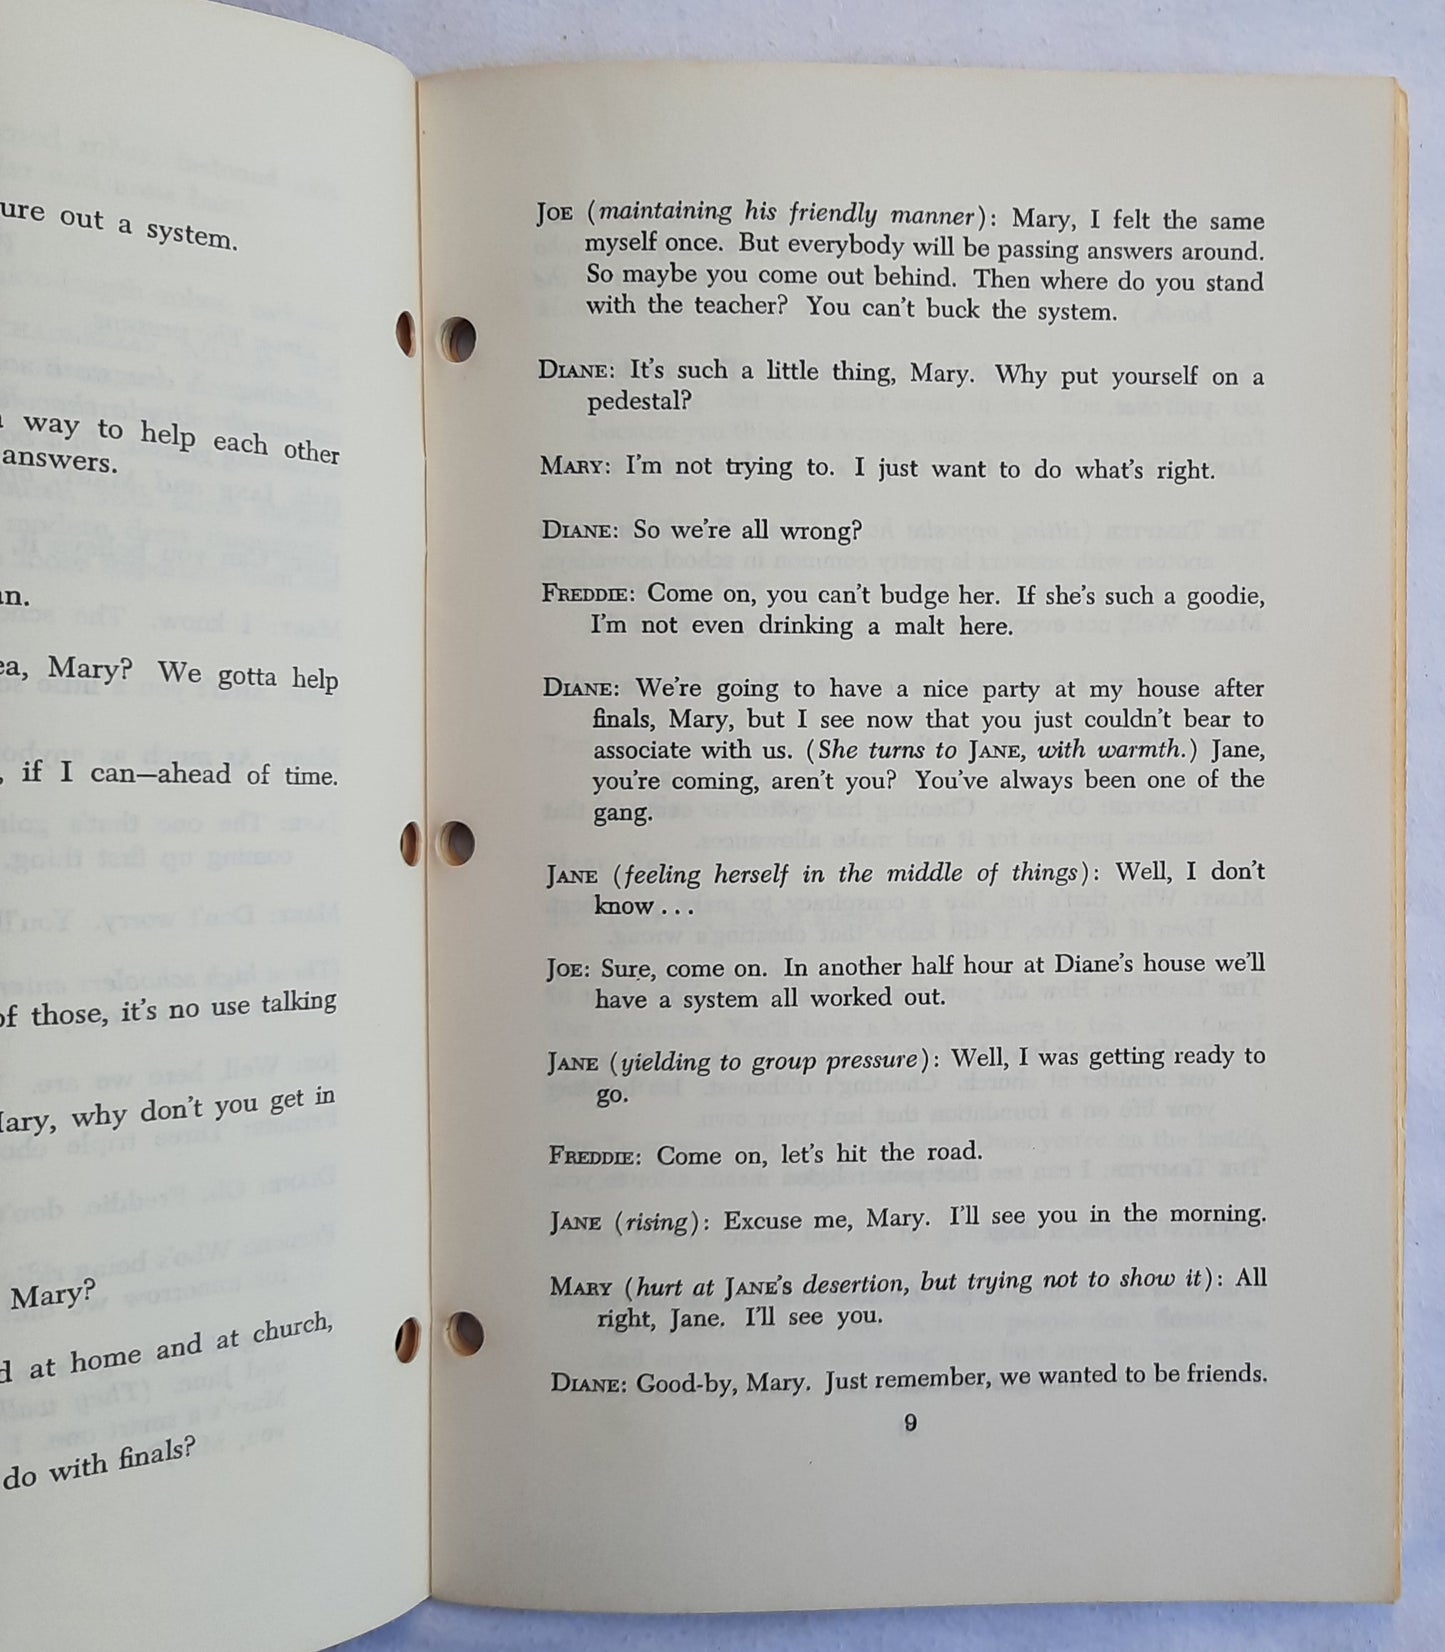 ure out a system.
way to help each other
answers.
n.
ea, Mary? We gotta help
, if I can—ahead of time.
of those, it's no use talking
Mary, why don't you get in
Mary?
d at home and at church,
do with finals?
JOE (maintaining his friendly manner): Mary, I felt the same
myself once. But everybody will be passing answers around.
So maybe you come out behind. Then where do you stand
with the teacher? You can't buck the system.
DIANE: It's such a little thing, Mary. Why put yourself on a
pedestal?
MARY: I'm not trying to. I just want to do what's right.
DIANE: So we're all wrong?
FREDDIE: Come on, you can't budge her. If she's such a goodie,
I'm not even drinking a malt here.
DIANE: We're going to have a nice party at my house after
finals, Mary, but I see now that you just couldn't bear to
associate with us. (She turns to JANE, with warmth.) Jane,
you're coming, aren't you? You've always been one of the
gang.
JANE (feeling herself in the middle of things): Well, I don't
know . . .
JOE: Sure, come on. In another half hour at Diane's house we'll
have a system all worked out.
JANE (yielding to group pressure): Well, I was getting ready to
go.
FREDDIE: Come on, let's hit the road.
JANE (rising): Excuse me, Mary. I'll see you in the morning.
MARY (hurt at JANE'S desertion, but trying not to show it): All
right, Jane. I'll see you.
DIANE: Good-by, Mary. Just remember, we wanted to be friends.
9